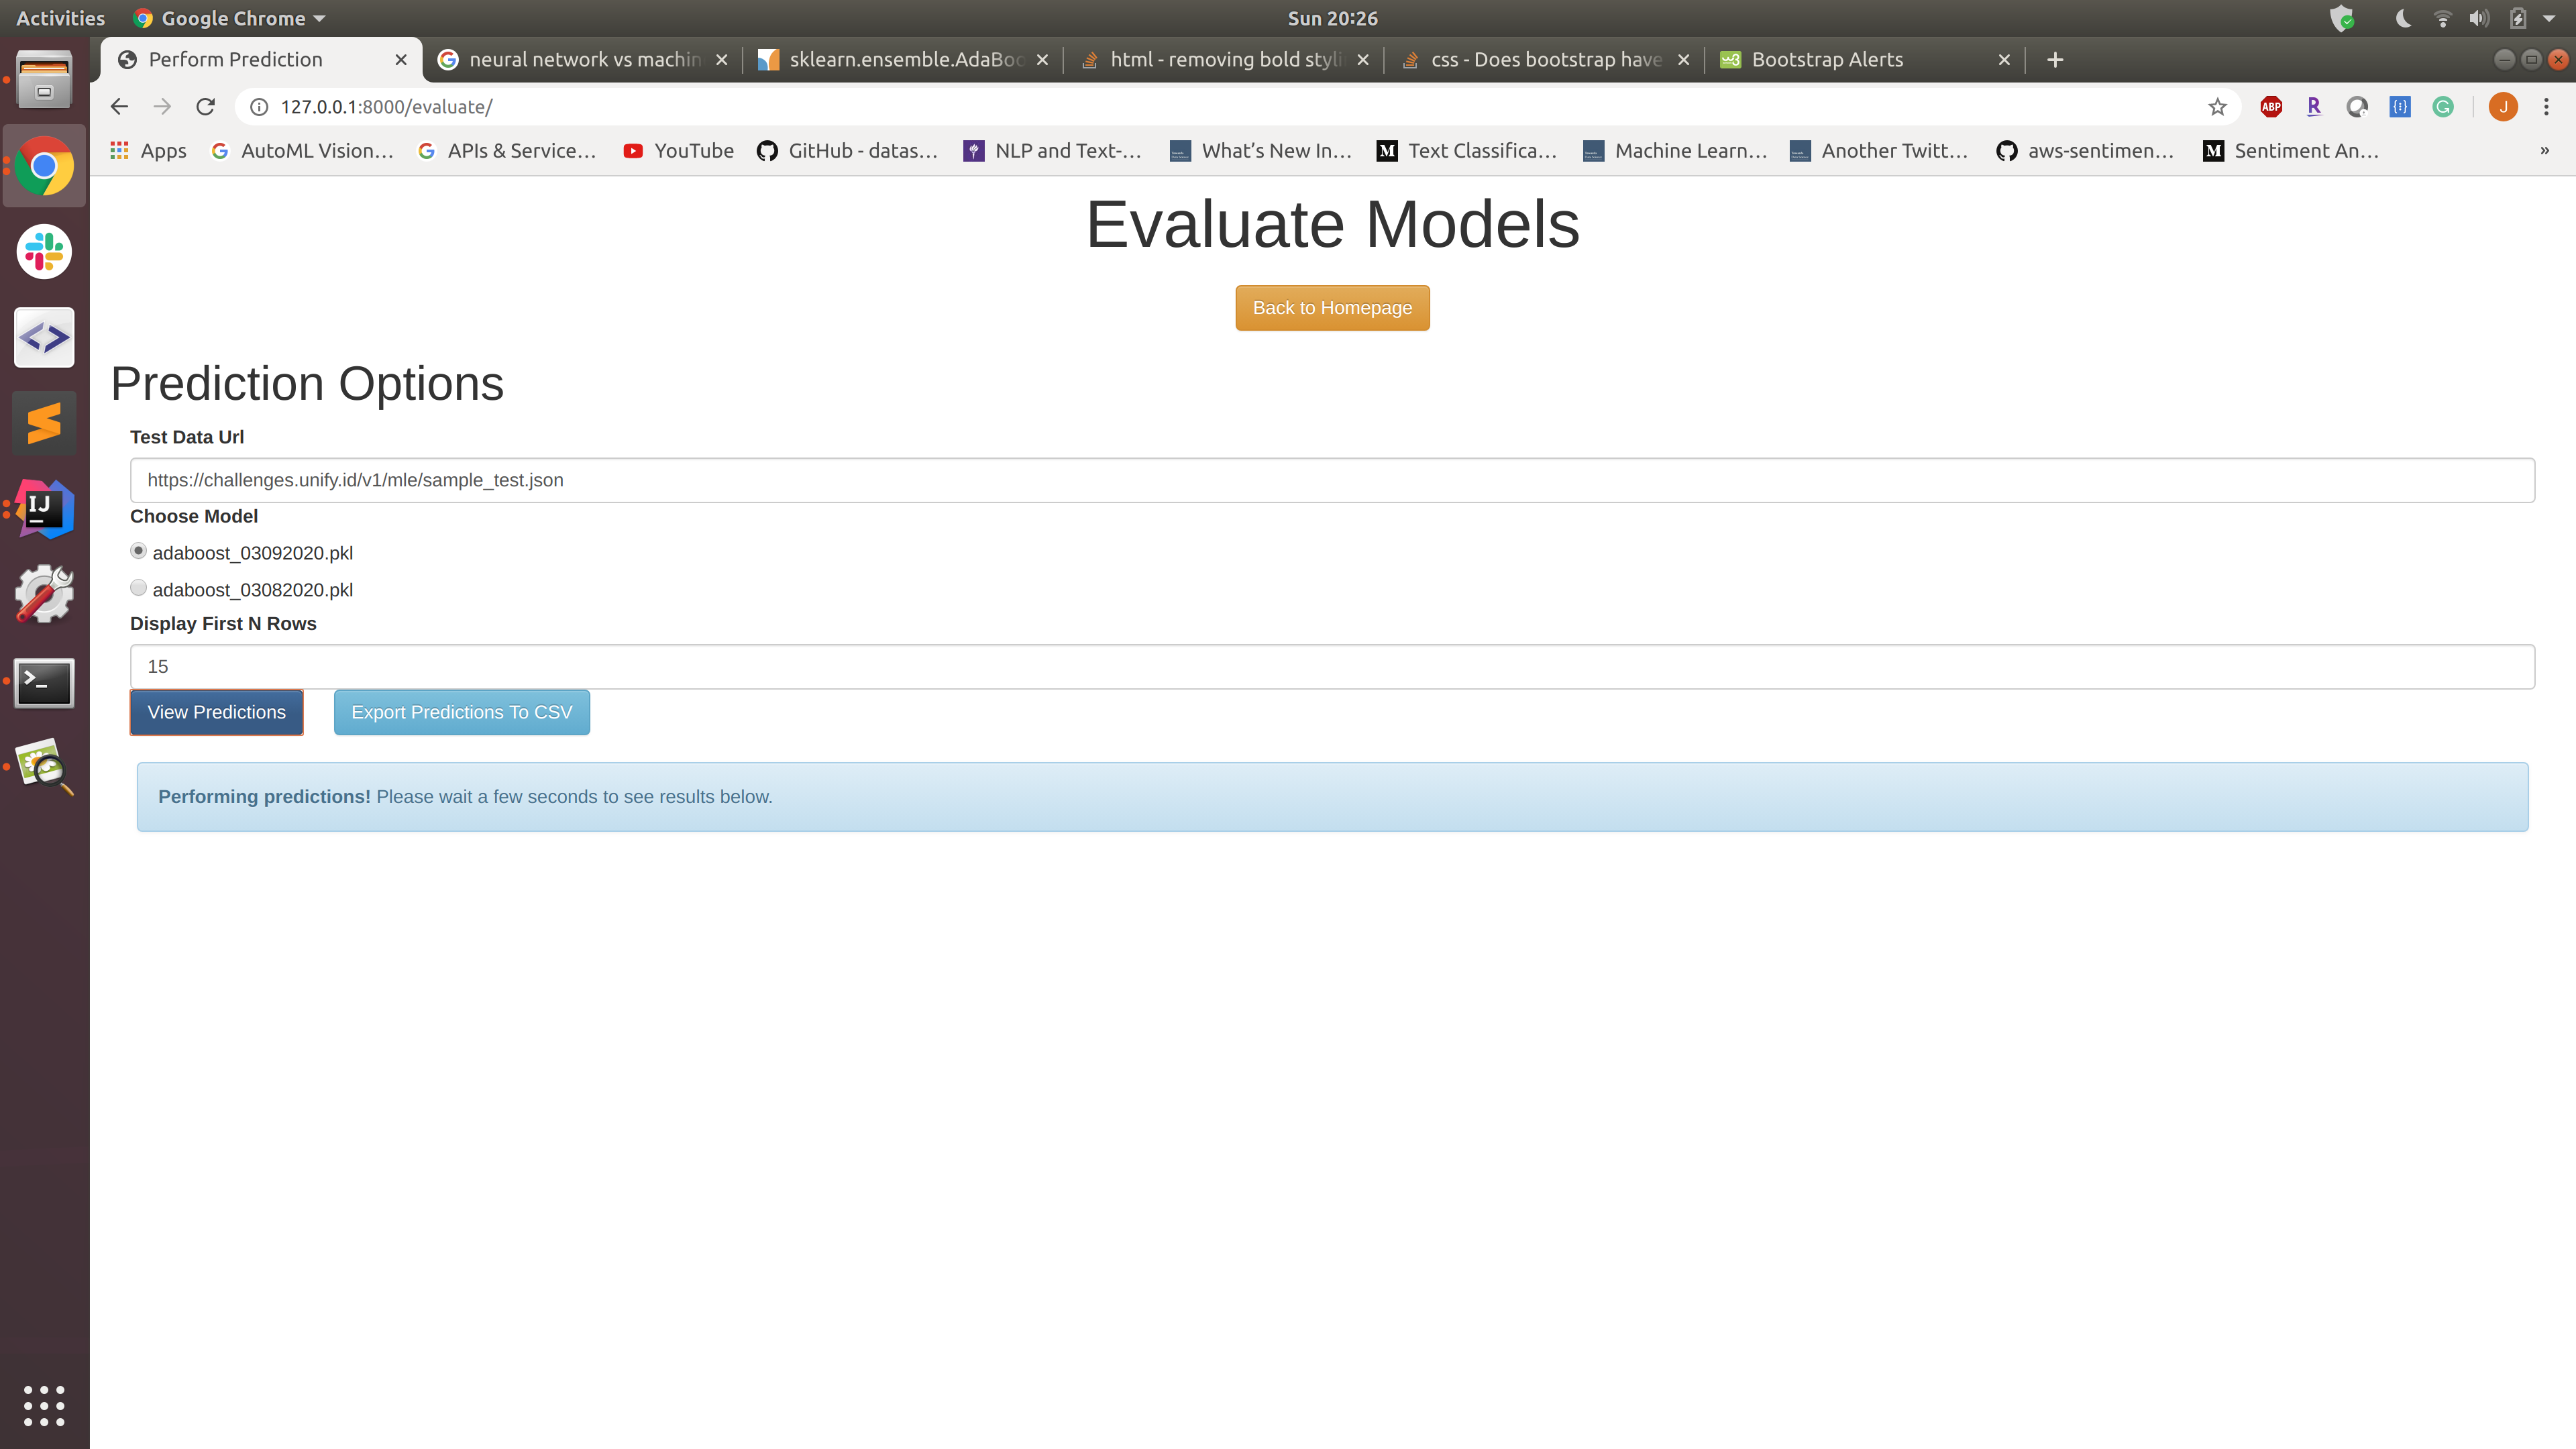 Activities
Google Chrome
Sun 20:26
Perform Prediction
neural network vs machin
sklearn.ensemble.AdaBoo
html - removing bold styli
css - Does bootstrap have
Bootstrap Alerts
127.0.0.1:8000/evaluate/
ABP
R
J
Apps
AutoML Vision...
APIs & Service...
YouTube
GitHub - datas...
NLP and Text-...
What's New In...
Text Classifica...
Machine Learn...
Another Twitt...
aws-sentimen...
Sentiment An...
»
Evaluate Models
Back to Homepage
Prediction Options
Test Data Url
https://challenges.unify.id/v1/mle/sample_test.json
Choose Model
adaboost_03092020.pkl
adaboost_03082020.pkl
Display First N Rows
15
View Predictions
Export Predictions To CSV
Performing predictions! Please wait a few seconds to see results below.